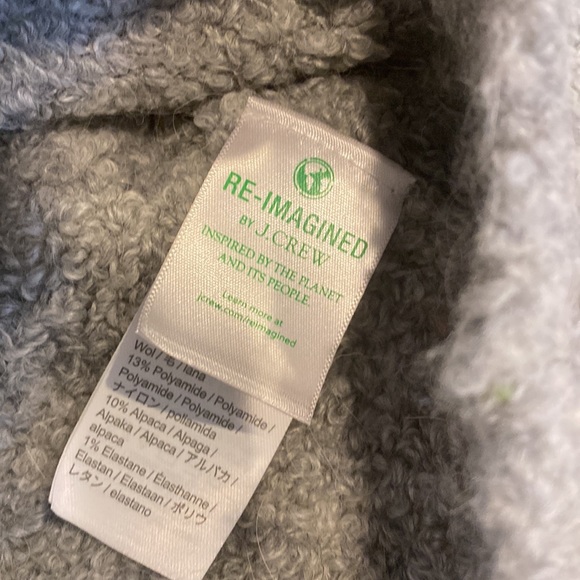 RE-IMAGINED
BY J.CREW
INSPIRED BY THE PLANET
AND ITS PEOPLE
Learn more at
jcrew.com/reimagined
Wol / 毛 / lana
13% Polyamide / Polyamide /
Polyamide / Polyamide /
ナイロン / poliamida
10% Alpaca / Alpaga /
Alpaka / Alpaca / アルパカ /
alpaca
1% Elastane / Élasthanne /
Elastan / Elastaan / ポリウ
レタン / elastano